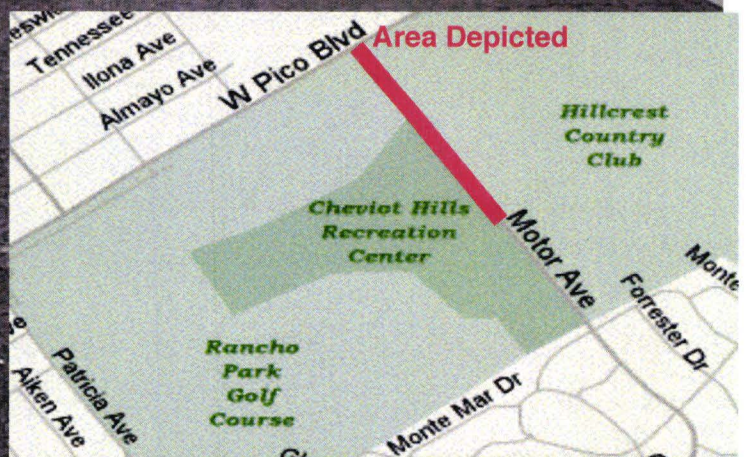 Tennessee
Ilona Ave
Almayo Ave
W Pico Blvd
Area Depicted
Hillcrest
Country
Club
Cheviot Hills
Recreation
Center
Motor Ave
Monte
Forrester Dr
Rancho
Park
Golf
Course
Patricia Ave
Aiken Ave
Monte Mar Dr